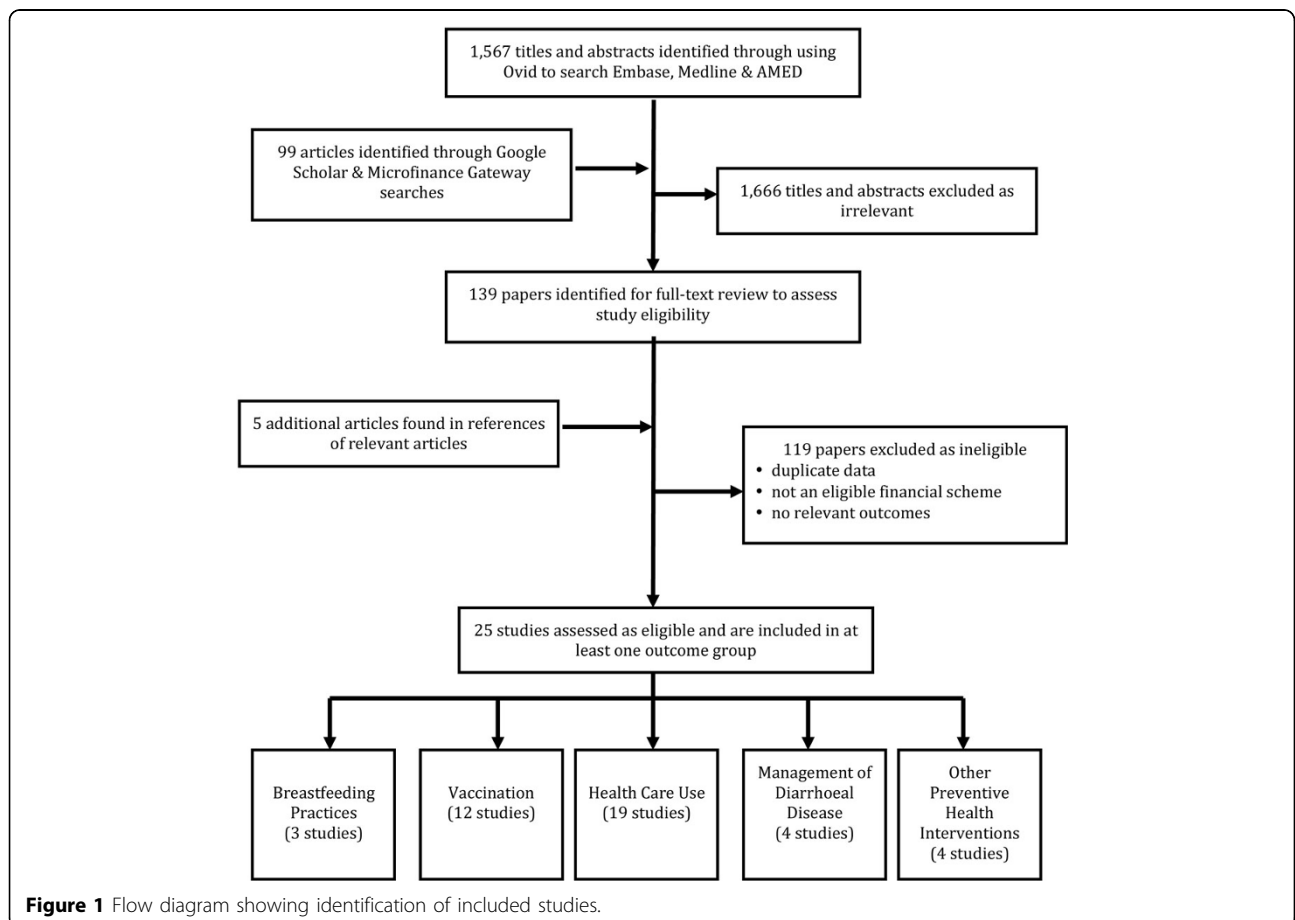 1,567 titles and abstracts identified through using
Ovid to search Embase, Medline & AMED
99 articles identified through Google
Scholar & Microfinance Gateway
searches
1,666 titles and abstracts excluded as
irrelevant
139 papers identified for full-text review to assess
study eligibility
5 additional articles found in references
of relevant articles
119 papers excluded as ineligible
• duplicate data
• not an eligible financial scheme
• no relevant outcomes
25 studies assessed as eligible and are included in at
least one outcome group
Breastfeeding
Practices
(3 studies)
Vaccination
(12 studies)
Health Care Use
(19 studies)
Management of
Diarrhoeal
Disease
(4 studies)
Other
Preventive
Health
Interventions
(4 studies)
Figure 1 Flow diagram showing identification of included studies.